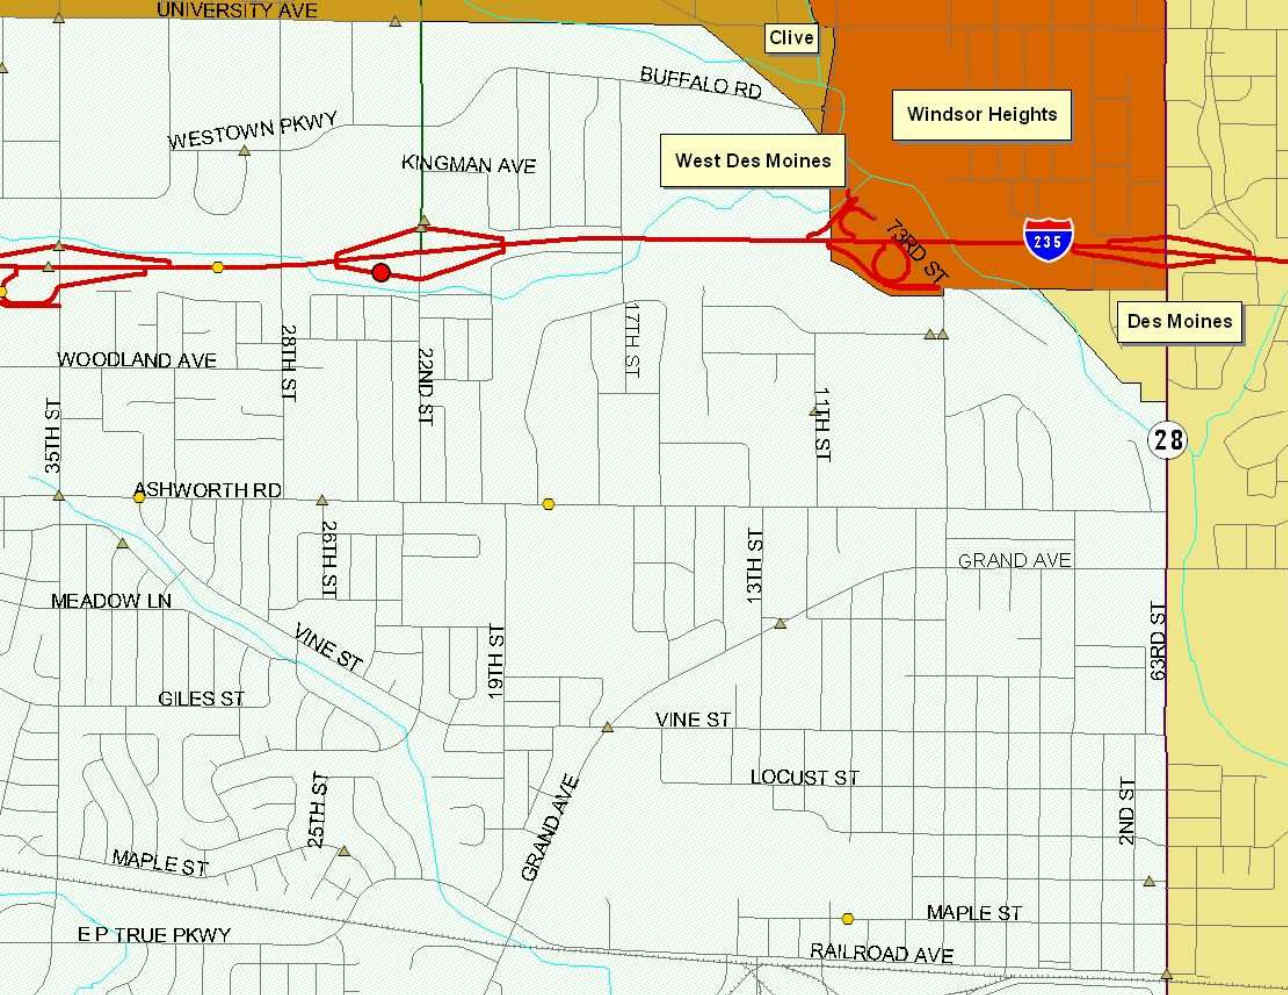 UNIVERSITY AVE
Clive
BUFFALO RD
Windsor Heights
WESTOWN PKWY
KINGMAN AVE
West Des Moines
73RD ST
235
Des Moines
17TH ST
28TH ST
WOODLAND AVE
22ND ST
11TH ST
35TH ST
28
ASHWORTH RD
26TH ST
13TH ST
GRAND AVE
MEADOW LN
VINE ST
19TH ST
63RD ST
GILES ST
VINE ST
LOCUST ST
25TH ST
GRAND AVE
2ND ST
MAPLE ST
MAPLE ST
E P TRUE PKWY
RAILROAD AVE